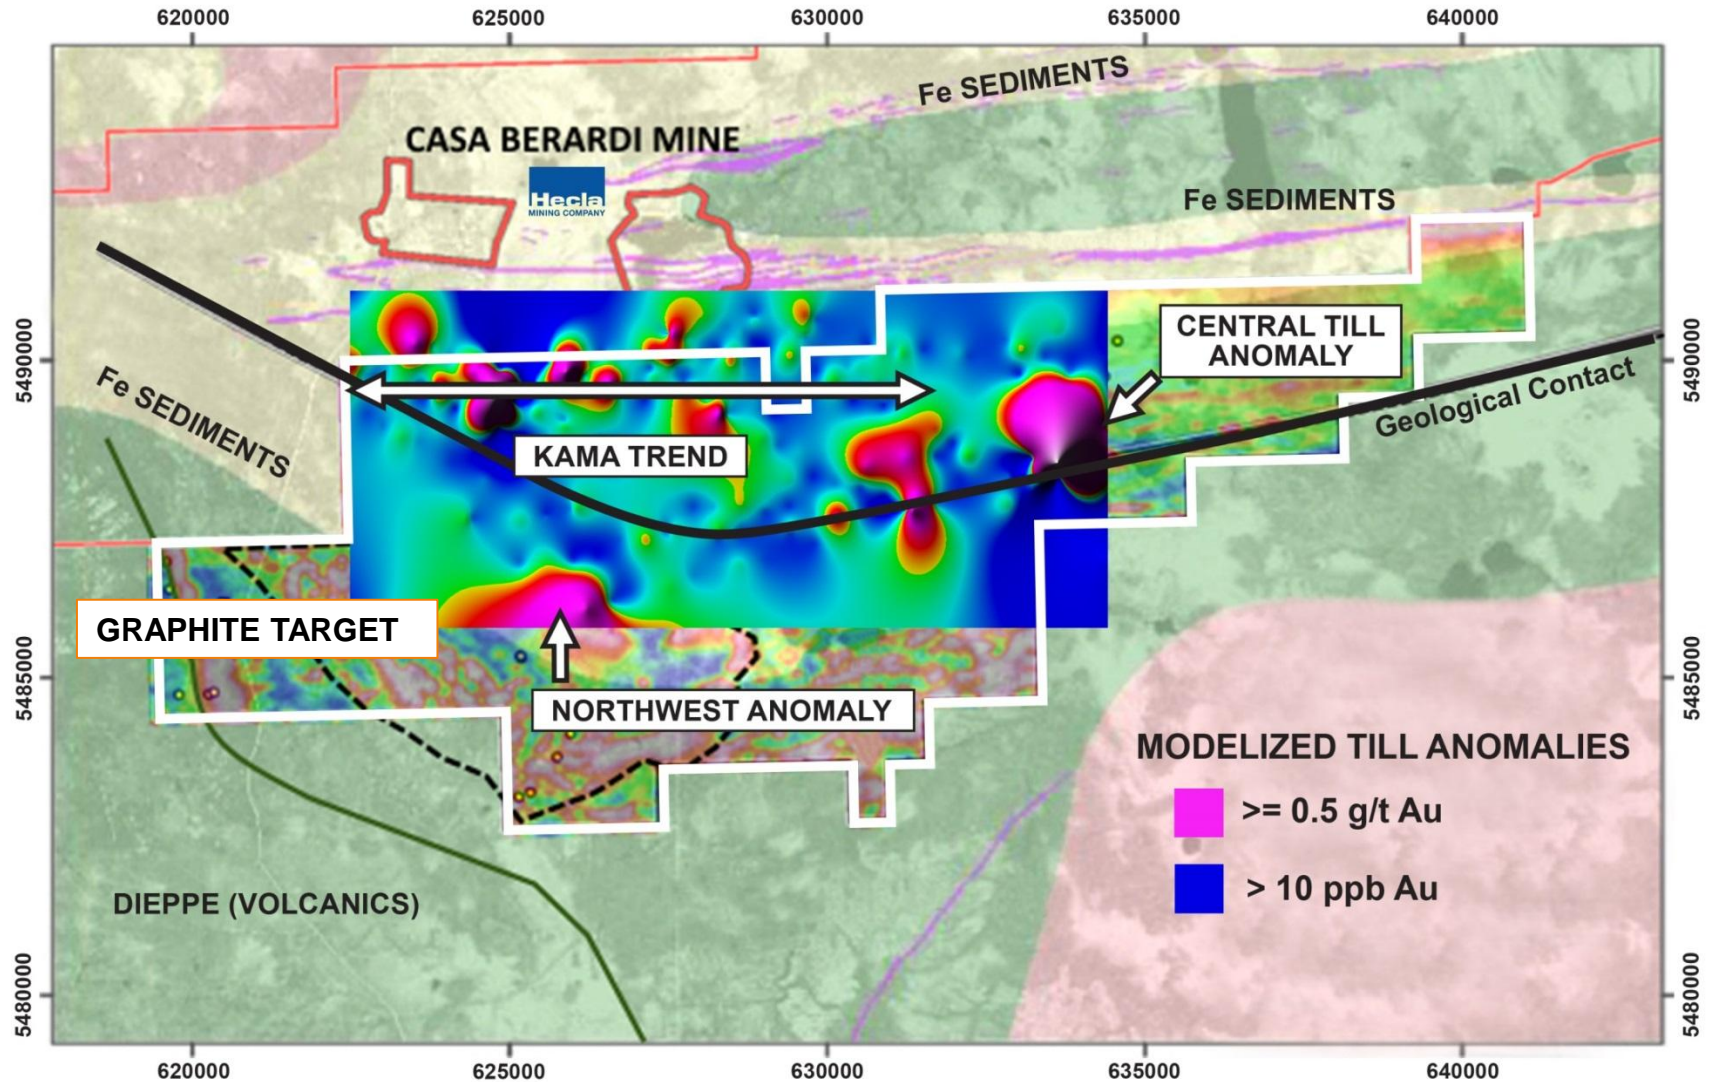 620000
625000
630000
635000
640000
Fe SEDIMENTS
CASA BERARDI MINE
Hecla
MINING COMPANY
Fe SEDIMENTS
CENTRAL TILL
ANOMALY
5490000
5490000
Fe SEDIMENTS
Geological Contact
KAMA TREND
GRAPHITE TARGET
5485000
5485000
NORTHWEST ANOMALY
MODELIZED TILL ANOMALIES
>= 0.5 g/t Au
> 10 ppb Au
DIEPPE (VOLCANICS)
5480000
5480000
620000
625000
630000
635000
640000